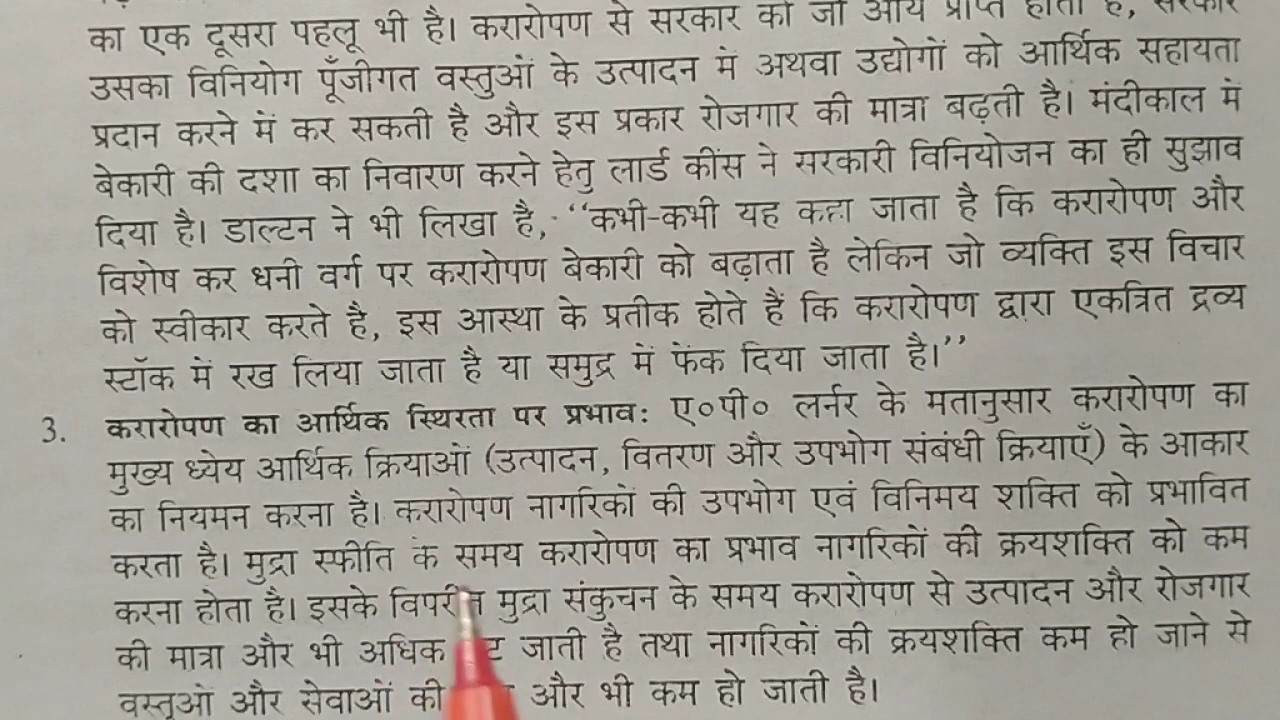 का एक दूसरा पहलू भी है। करारोपण से सरकार को जो आय प्राप्त होती है, सरकार
उसका विनियोग पूँजीगत वस्तुओं के उत्पादन में अथवा उद्योगों को आर्थिक सहायता
प्रदान करने में कर सकती है और इस प्रकार रोजगार की मात्रा बढ़ती है। मंदीकाल में
बेकारी की दशा का निवारण करने हेतु लार्ड कींस ने सरकारी विनियोजन का ही सुझाव
दिया है। डाल्टन ने भी लिखा है, “कभी-कभी यह कहा जाता है कि करारोपण और
विशेष कर धनी वर्ग पर करारोपण बेकारी को बढ़ाता है लेकिन जो व्यक्ति इस विचार
को स्वीकार करते है, इस आस्था के प्रतीक होते हैं कि करारोपण द्वारा एकत्रित द्रव्य
स्टॉक में रख लिया जाता है या समुद्र में फेंक दिया जाता है।”
3. करारोपण का आर्थिक स्थिरता पर प्रभावः ए०पी० लर्नर के मतानुसार करारोपण का
मुख्य ध्येय आर्थिक क्रियाओं (उत्पादन, वितरण और उपभोग संबंधी क्रियाएँ) के आकार
का नियमन करना है। करारोपण नागरिकों की उपभोग एवं विनिमय शक्ति को प्रभावित
करता है। मुद्रा स्फीति के समय करारोपण का प्रभाव नागरिकों की क्रयशक्ति को कम
करना होता है। इसके विपरीत मुद्रा संकुचन के समय करारोपण से उत्पादन और रोजगार
की मात्रा और भी अधिक जाती है तथा नागरिकों की क्रयशक्ति कम हो जाने से
वस्तुओं और सेवाओं की और भी कम हो जाती है।